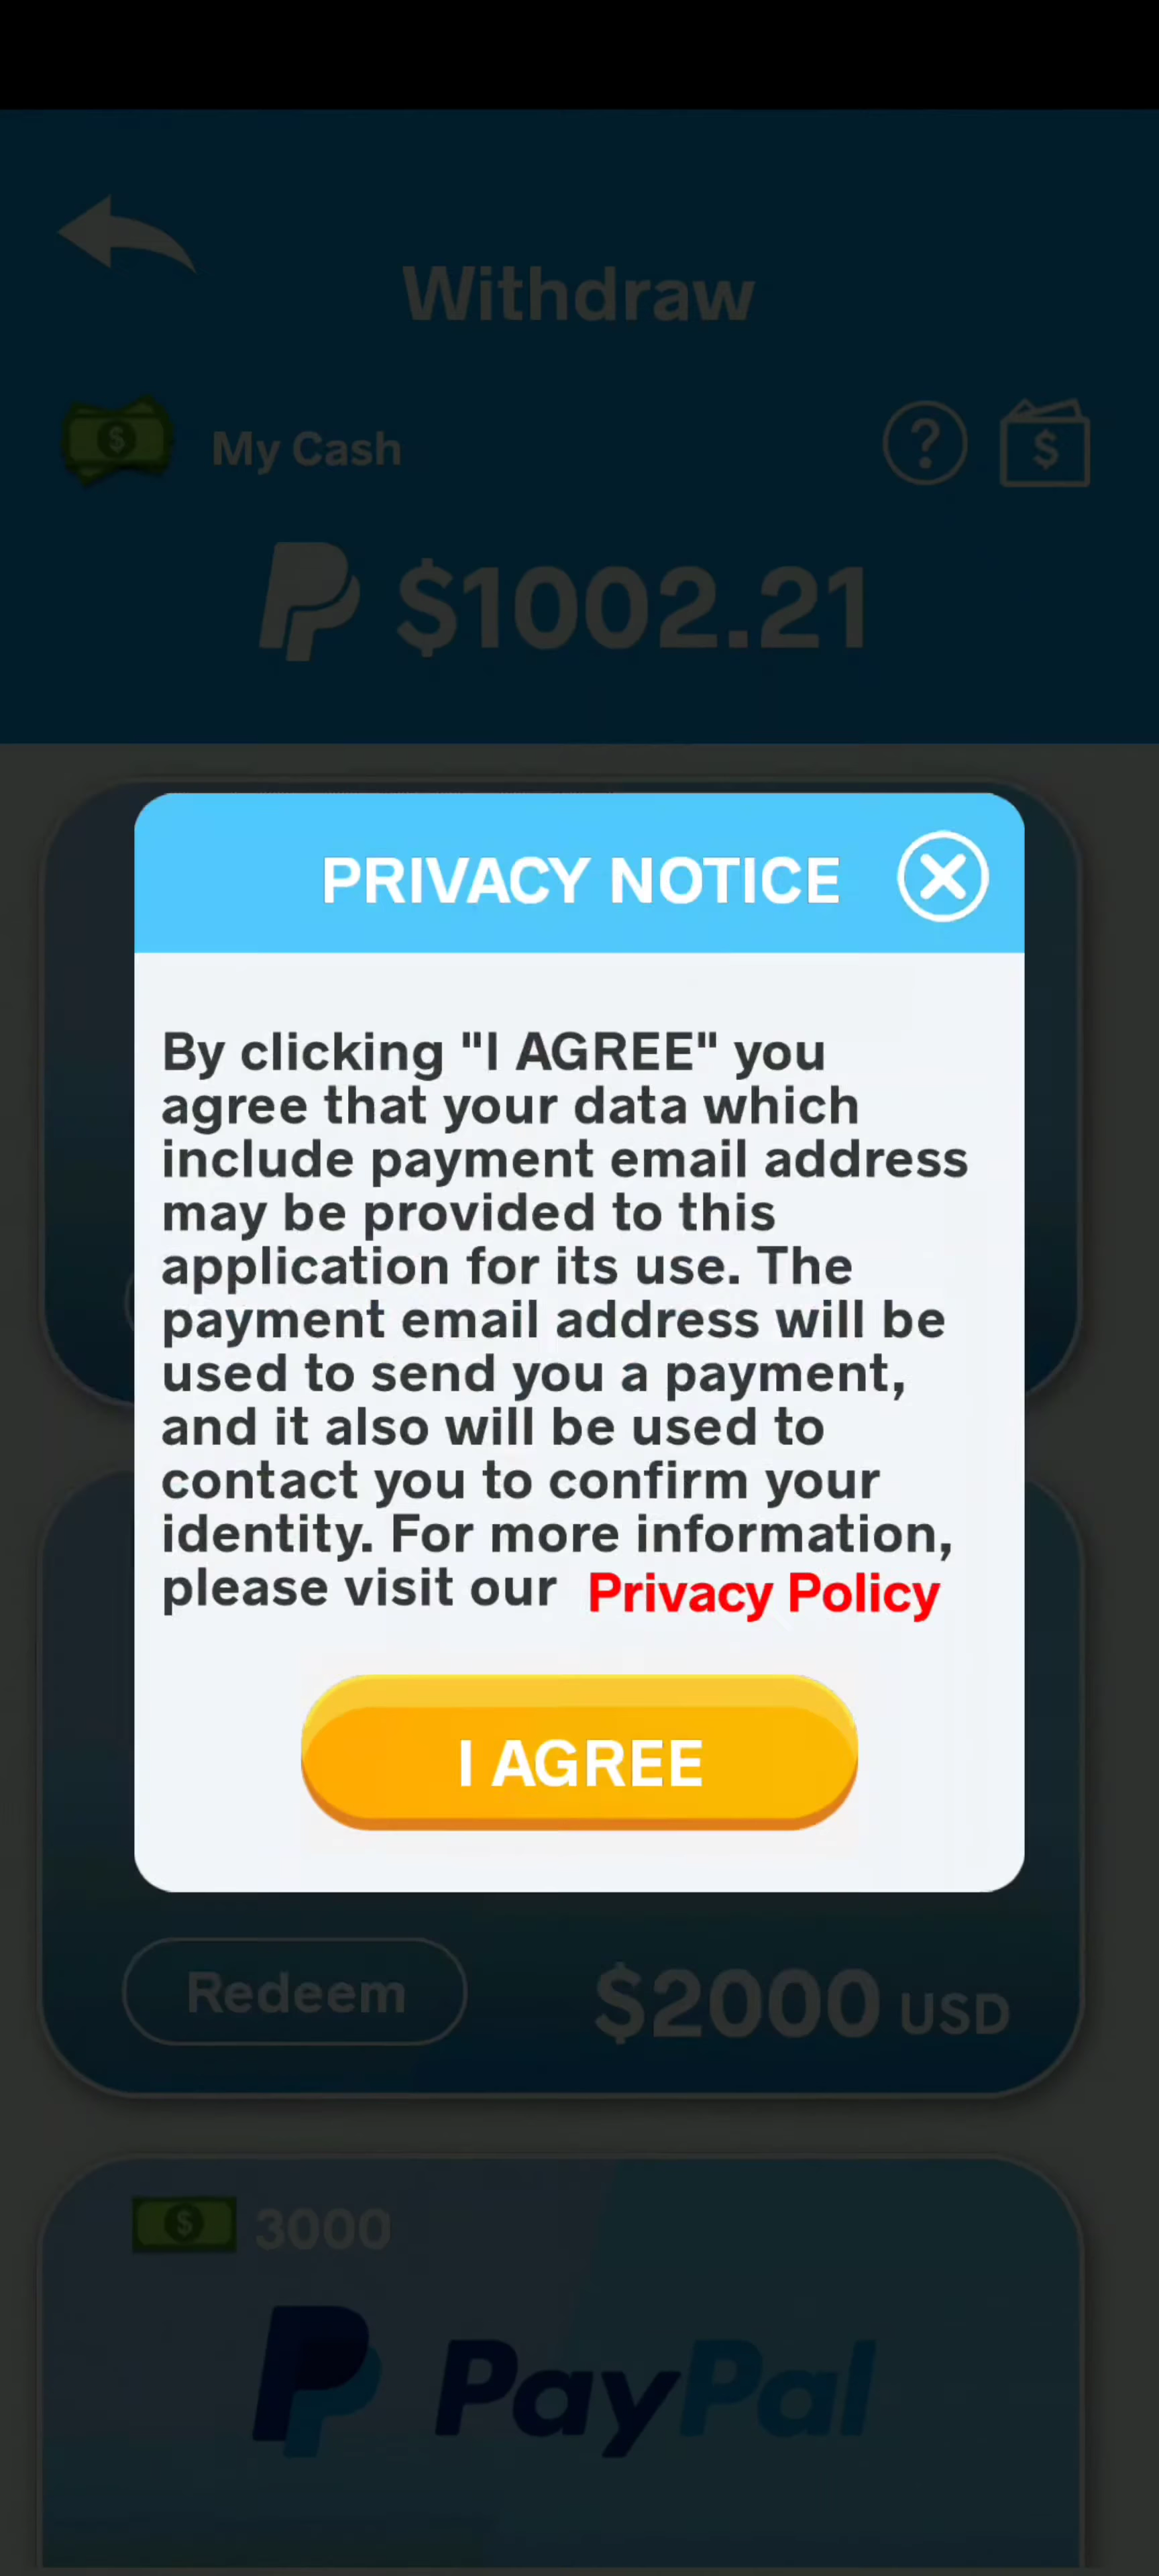 Withdraw
My Cash
$1002.21
PRIVACY NOTICE
By clicking "I AGREE" you
agree that your data which
include payment email address
may be provided to this
application for its use. The
payment email address will be
used to send you a payment,
and it also will be used to
contact you to confirm your
identity. For more information,
please visit our Privacy Policy
I AGREE
Redeem $2000 USD
3000
PayPal